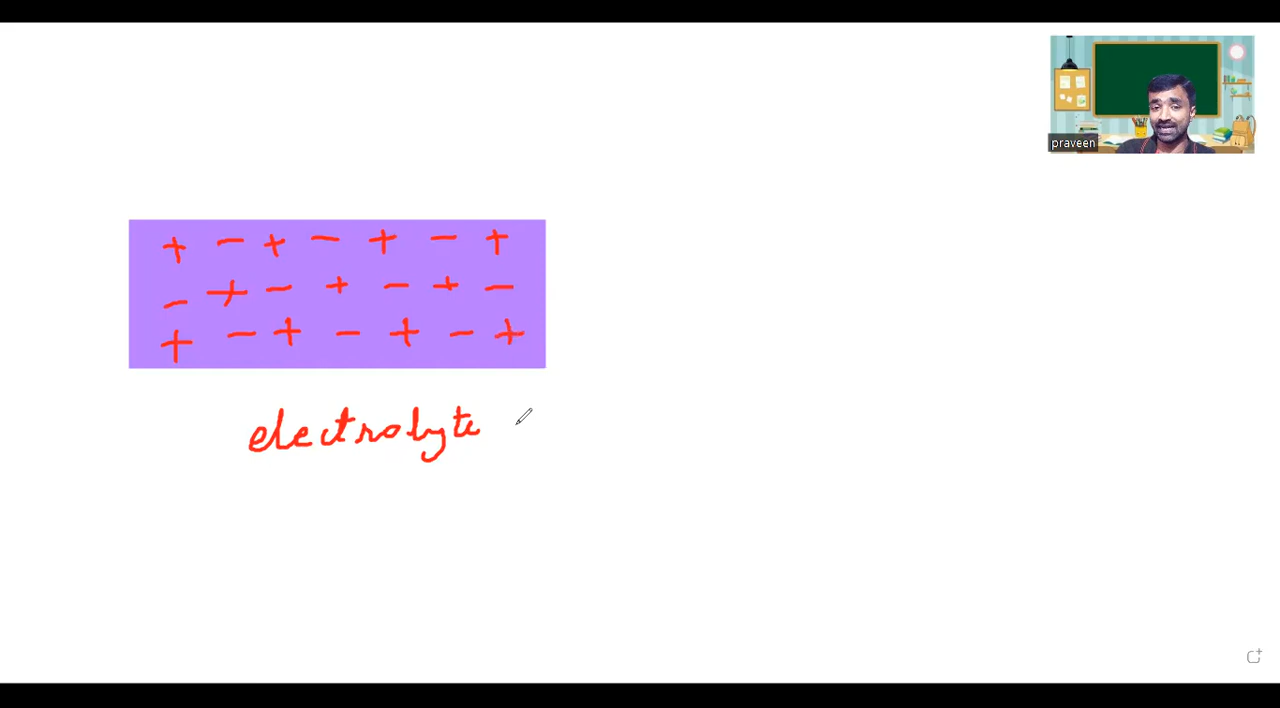 praveen
+ - + - + - +
- + - + - + -
+ - + - + - +
electrolyte